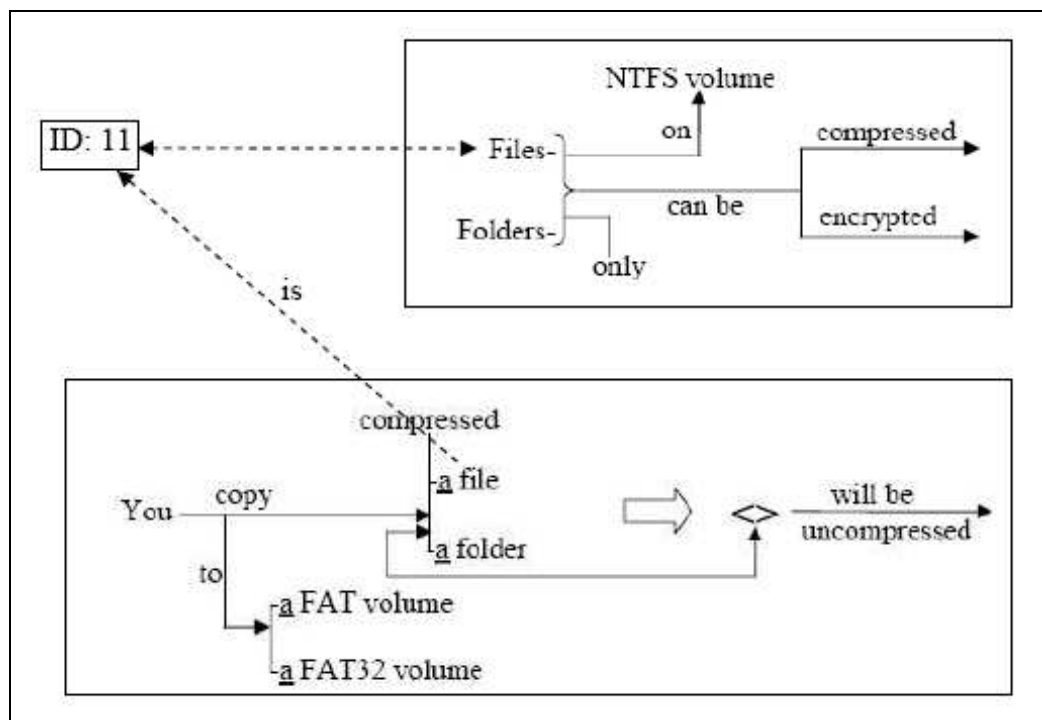 NTFS volume
ID: 11
on
compressed
Files-
can be
Folders-
encrypted
only
is
compressed
a file
You
copy
will be
uncompressed
a folder
to
a FAT volume
a FAT32 volume